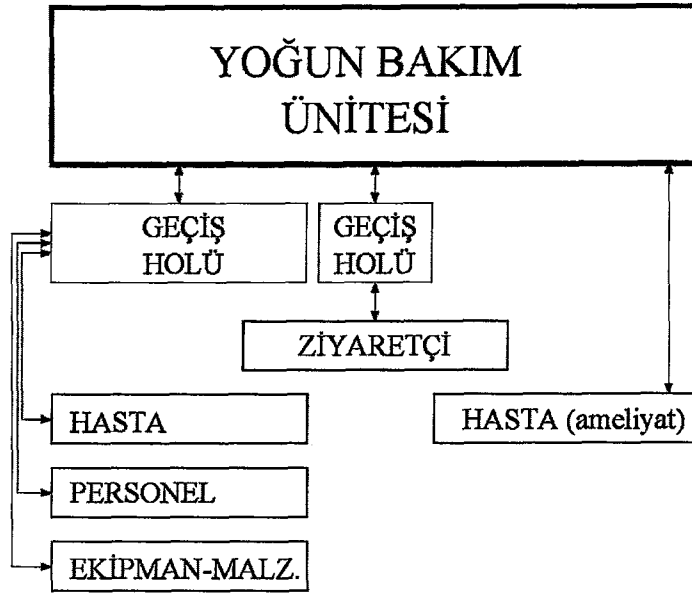 YOĞUN BAKIM
ÜNİTESİ
GEÇİŞ
HOLÜ
GEÇİŞ
HOLÜ
ZİYARETÇİ
HASTA
HASTA (ameliyat)
PERSONEL
EKİPMAN-MALZ.